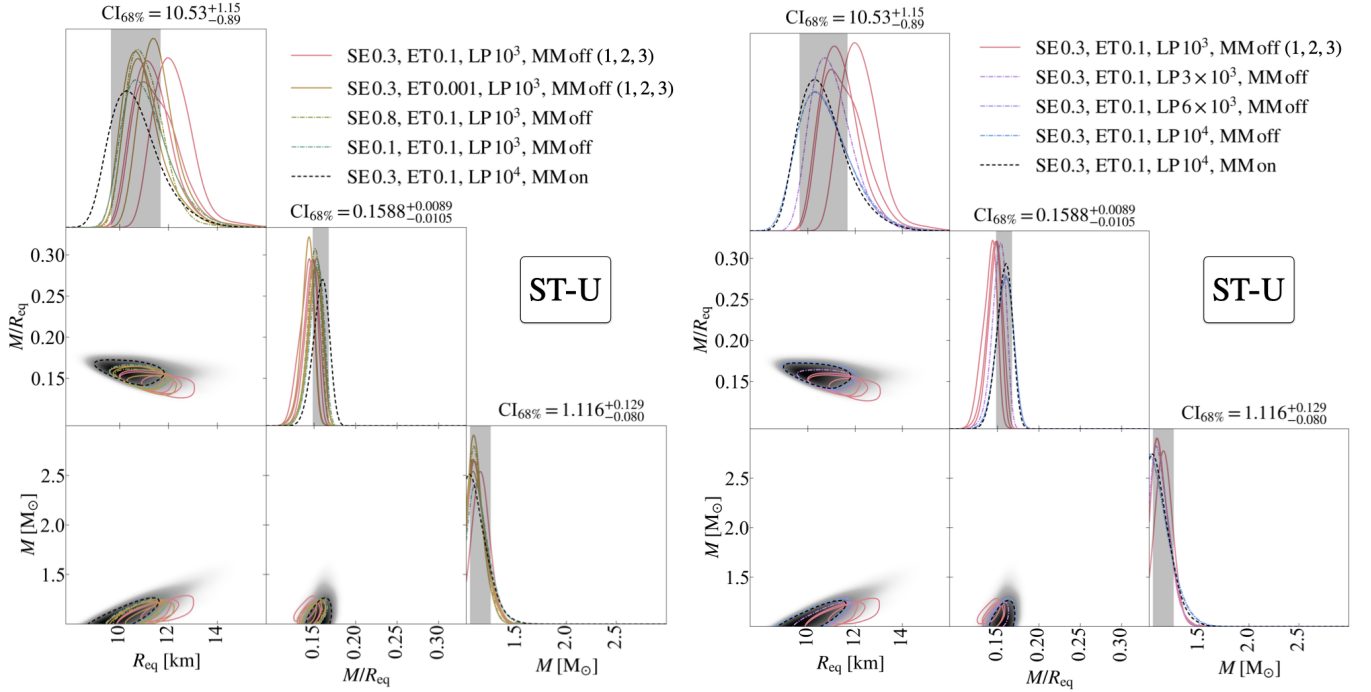 CI68% = 10.53 +1.15 −0.89
SE 0.3, ET 0.1, LP 10³, MM off (1, 2, 3)
SE 0.3, ET 0.001, LP 10³, MM off (1, 2, 3)
SE 0.8, ET 0.1, LP 10³, MM off
SE 0.1, ET 0.1, LP 10³, MM off
SE 0.3, ET 0.1, LP 10⁴, MM on
CI68% = 0.1588 +0.0089 −0.0105
ST-U
0.30
0.25
0.20
0.15
M/Req
CI68% = 1.116 +0.129 −0.080
2.5
2.0
1.5
M [M⊙]
10
12
14
Req [km]
0.15
0.20
0.25
0.30
M/Req
1.5
2.0
2.5
M [M⊙]
CI68% = 10.53 +1.15 −0.89
SE 0.3, ET 0.1, LP 10³, MM off (1, 2, 3)
SE 0.3, ET 0.1, LP 3 × 10³, MM off
SE 0.3, ET 0.1, LP 6 × 10³, MM off
SE 0.3, ET 0.1, LP 10⁴, MM off
SE 0.3, ET 0.1, LP 10⁴, MM on
CI68% = 0.1588 +0.0089 −0.0105
ST-U
0.30
0.25
0.20
0.15
M/Req
CI68% = 1.116 +0.129 −0.080
2.5
2.0
1.5
M [M⊙]
10
12
14
Req [km]
0.15
0.20
0.25
0.30
M/Req
1.5
2.0
2.5
M [M⊙]